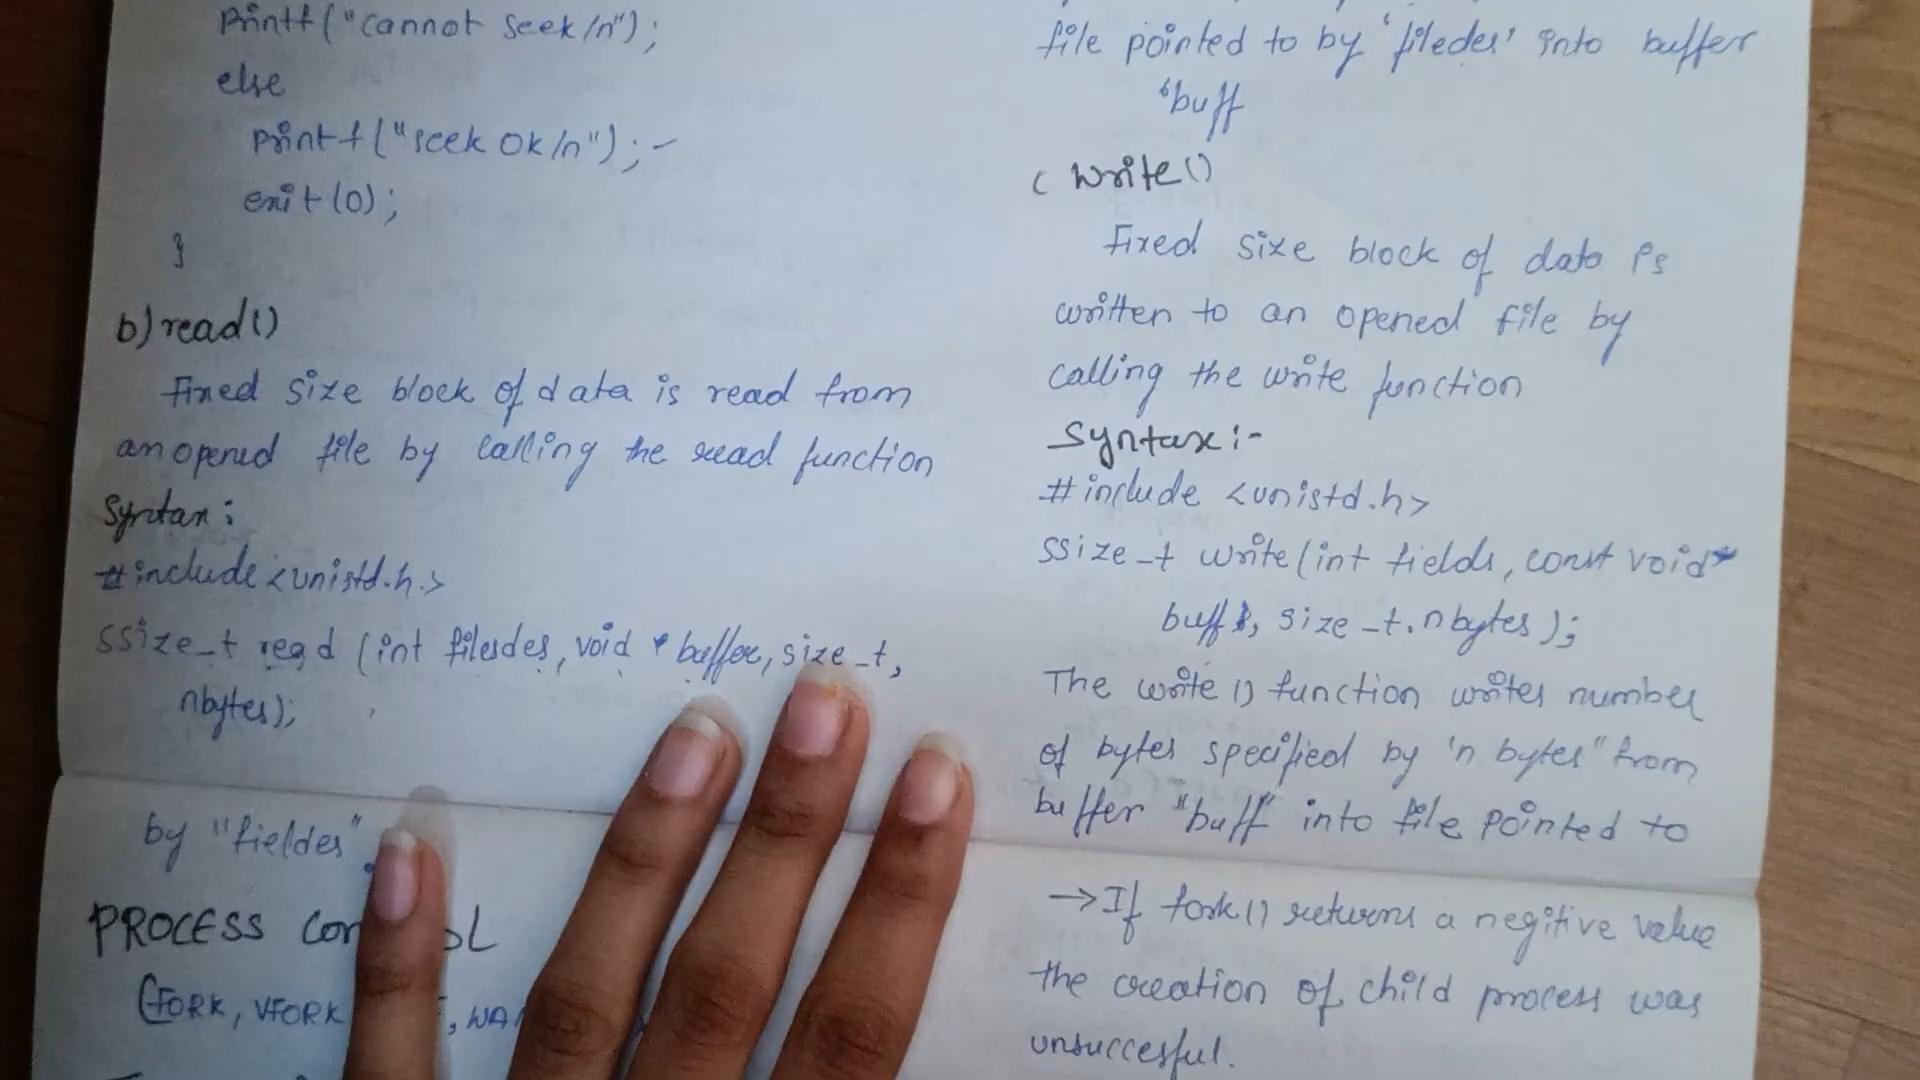 printf("cannot seek/n");
else
printf("seek ok/n");-
exit(0);
}
b) read()
Fixed size block of data is read from
an opened file by calling the read function
Syntax:
#include<unistd.h.>
ssize_t read (int filesdes, void * buffer, size_t,
nbytes);
by "fieldes"
PROCESS
(FORK, VFORK
file pointed to by 'filedes' into buffer
'buff
( write()
Fixed size block of data is
written to an opened file by
calling the write function
Syntax:-
#include <unistd.h>
ssize_t write(int fields, const void*
buff, size_t.nbytes);
The write () function writes number
of bytes specified by 'n bytes" from
buffer "buff" into file pointed to
→If fork() returns a negitive value
the creation of child process was
unsuccesful.